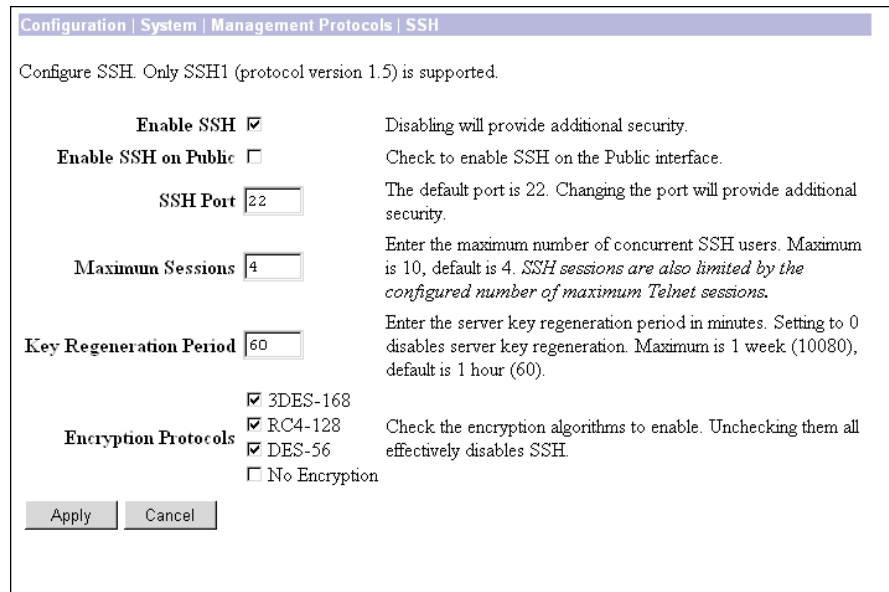 Configuration | System | Management Protocols | SSH
Configure SSH. Only SSH1 (protocol version 1.5) is supported.
Enable SSH Disabling will provide additional security.
Enable SSH on Public Check to enable SSH on the Public interface.
SSH Port 22 The default port is 22. Changing the port will provide additional
security.
Enter the maximum number of concurrent SSH users. Maximum
Maximum Sessions 4 is 10, default is 4. SSH sessions are also limited by the
configured number of maximum Telnet sessions.
Enter the server key regeneration period in minutes. Setting to 0
Key Regeneration Period 60 disables server key regeneration. Maximum is 1 week (10080),
default is 1 hour (60).
3DES-168
RC4-128
Encryption Protocols Check the encryption algorithms to enable. Unchecking them all
DES-56 effectively disables SSH.
No Encryption
Apply Cancel